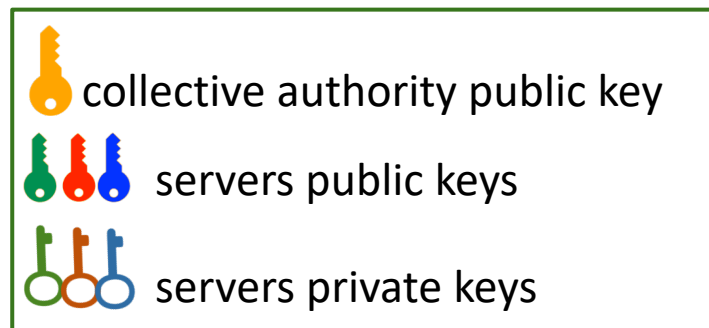 collective authority public key
servers public keys
servers private keys